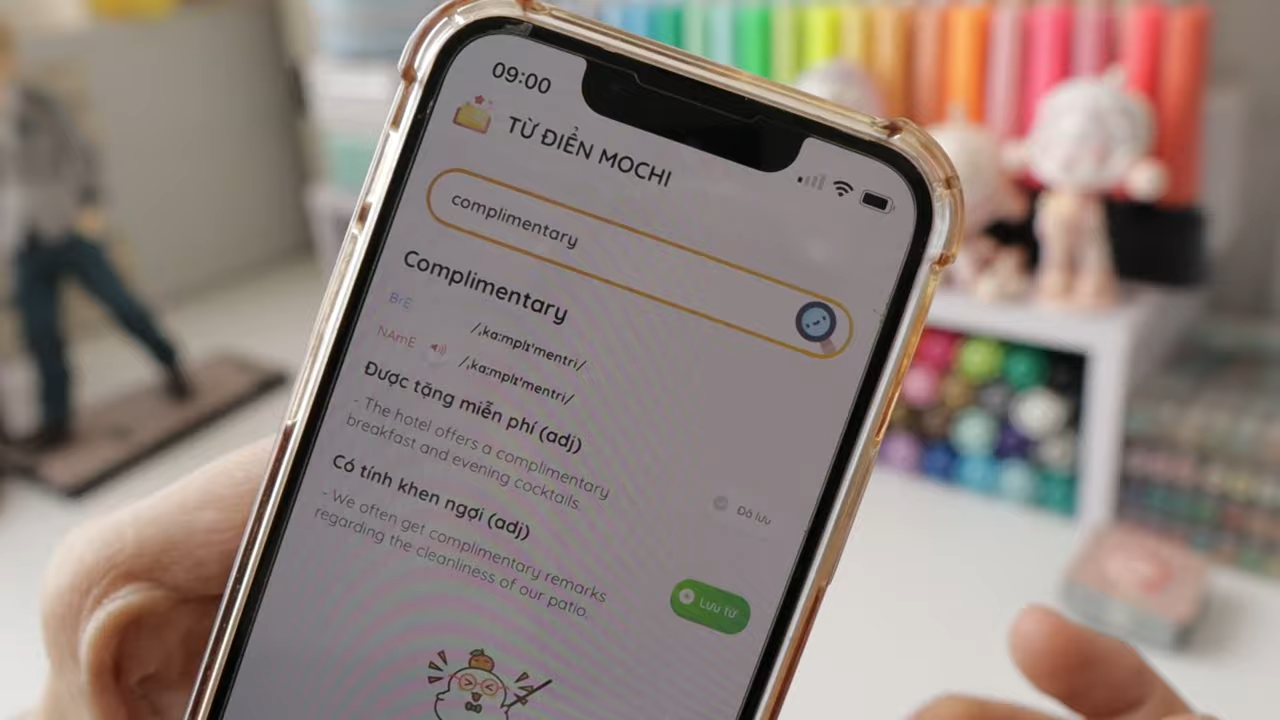 09:00
TỪ ĐIỂN MOCHI
complimentary
Complimentary
BrE /ˌkɑːmplɪˈmentri/
NAmE /ˌkɑːmplɪˈmentri/
Được tặng miễn phí (adj)
- The hotel offers a complimentary
breakfast and evening cocktails.
Đã lưu
Có tính khen ngợi (adj)
- We often get complimentary remarks
regarding the cleanliness of our patio.
Lưu từ